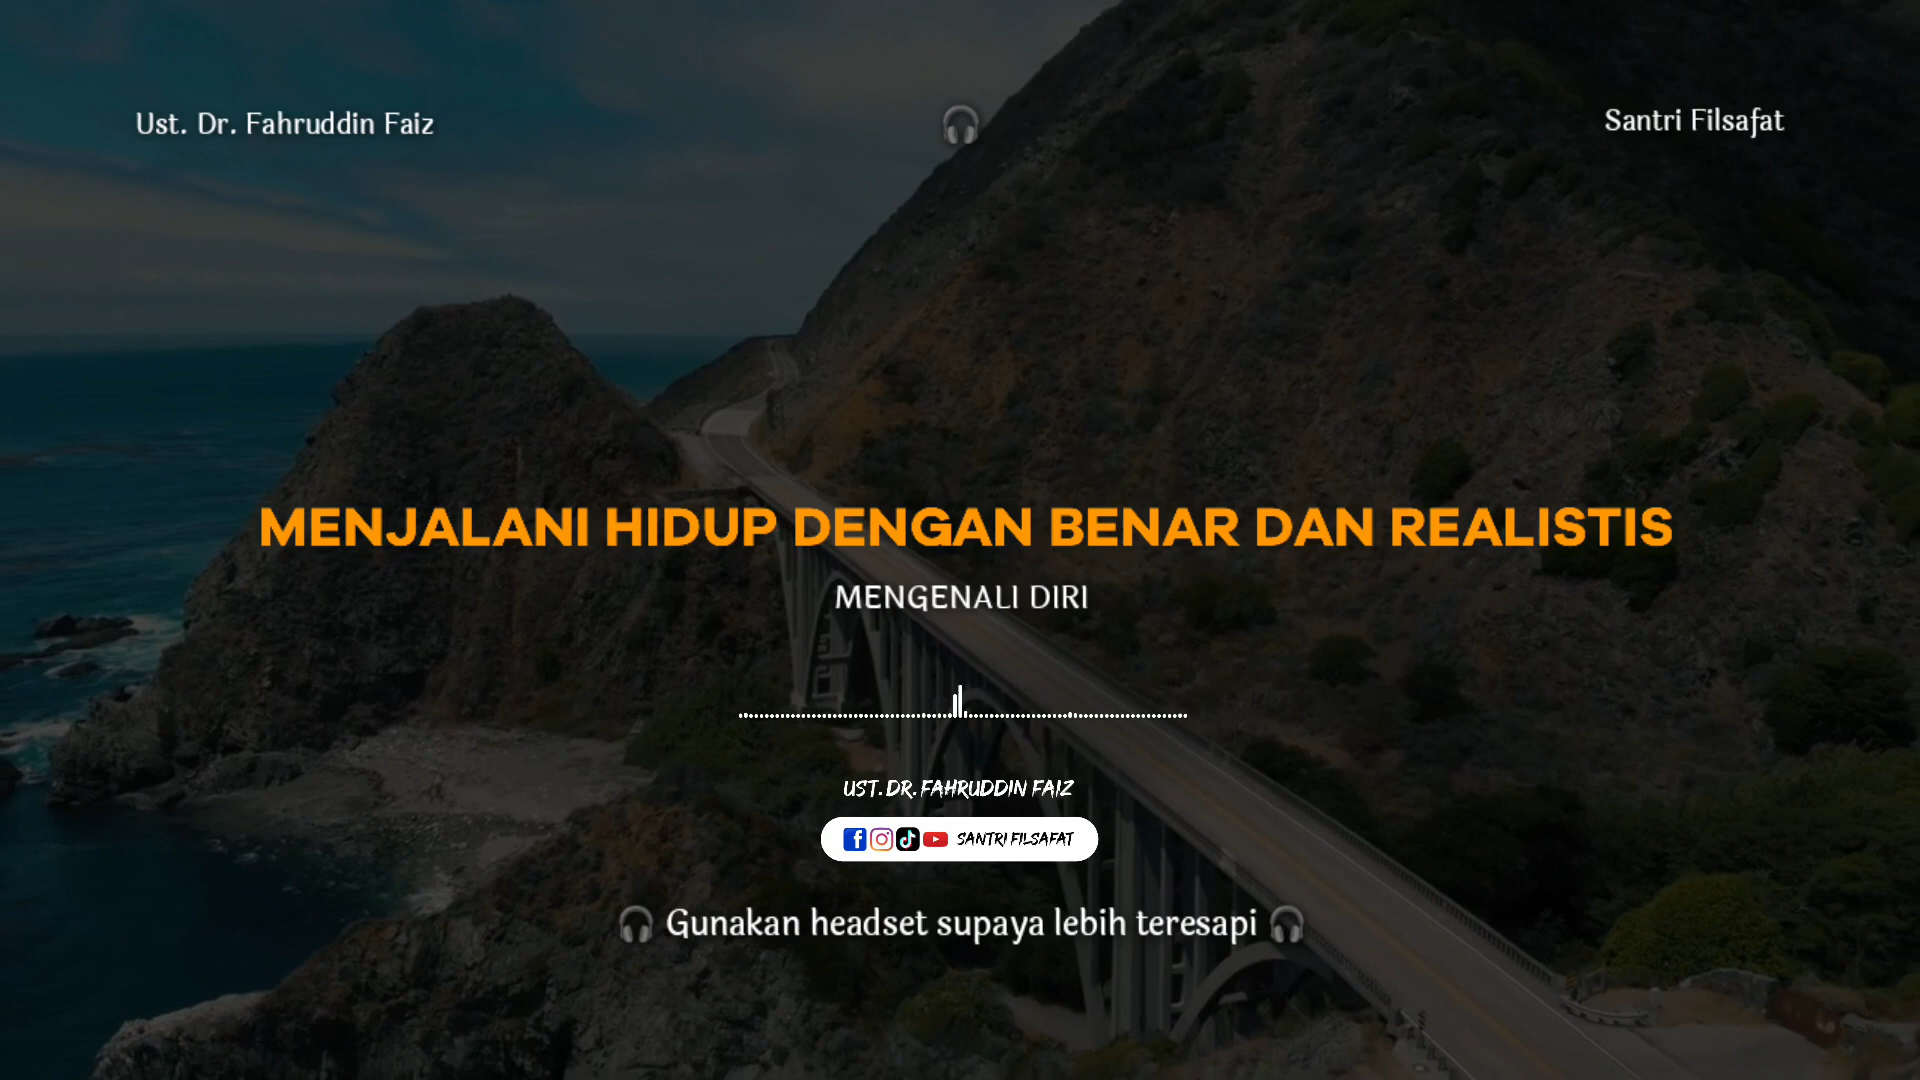 Ust. Dr. Fahruddin Faiz
Santri Filsafat
MENJALANI HIDUP DENGAN BENAR DAN REALISTIS
MENGENALI DIRI
UST. DR. FAHRUDDIN FAIZ
SANTRI FILSAFAT
Gunakan headset supaya lebih teresapi